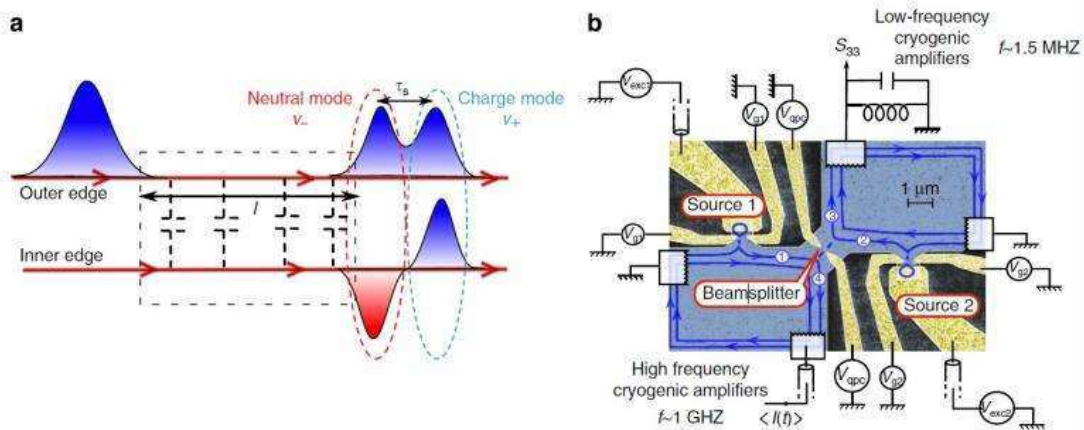 a
Neutral mode
v₋
τₛ
Charge mode
v₊
Outer edge
l
Inner edge
b
Low-frequency
cryogenic
amplifiers
f~1.5 MHZ
S₃₃
Vexc1
Vg1
Vqpc
1 μm
Source 1
3
2
Vg1
1
4
Beamsplitter
Source 2
Vg2
High frequency
cryogenic amplifiers
f~1 GHZ
<I(t)>
Vqpc
Vg2
Vexc2